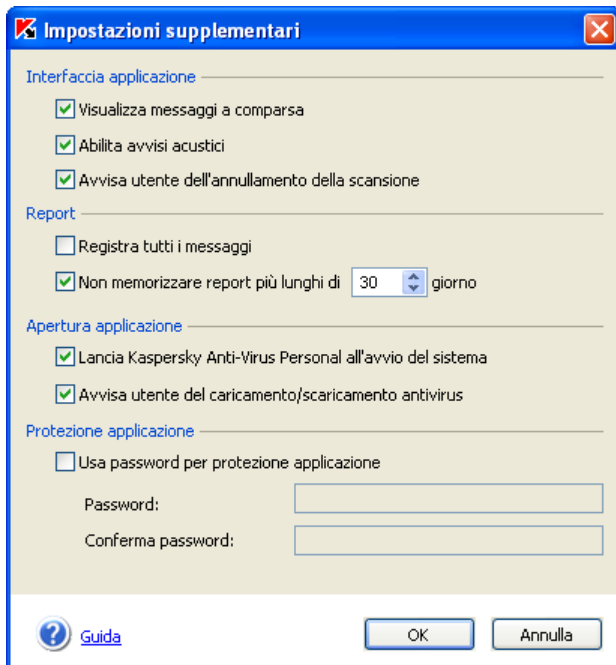 Impostazioni supplementari
Interfaccia applicazione
Visualizza messaggi a comparsa
Abilita avvisi acustici
Avvisa utente dell'annullamento della scansione
Report
Registra tutti i messaggi
Non memorizzare report più lunghi di 30 giorno
Apertura applicazione
Lancia Kaspersky Anti-Virus Personal all'avvio del sistema
Avvisa utente del caricamento/scaricamento antivirus
Protezione applicazione
Usa password per protezione applicazione
Password:
Conferma password:
Guida OK Annulla